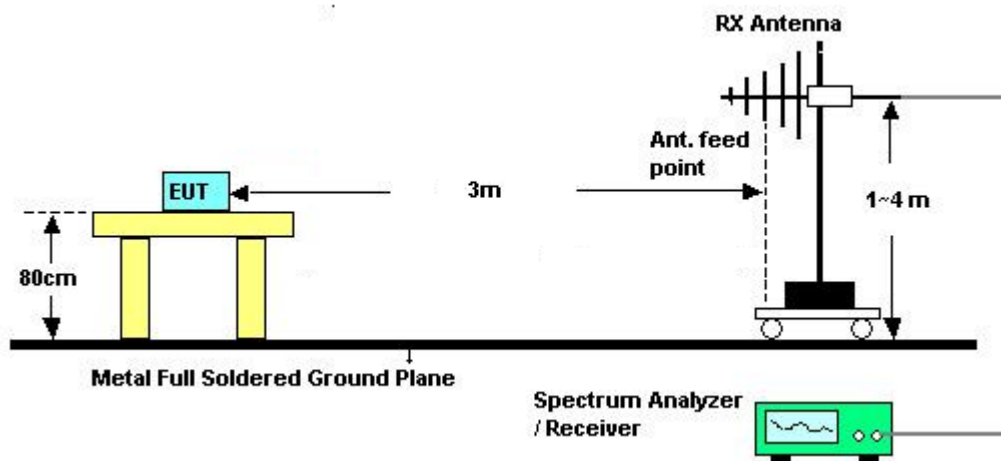 RX Antenna
Ant. feed
point
EUT
3m
1~4 m
80cm
Metal Full Soldered Ground Plane
Spectrum Analyzer
/ Receiver